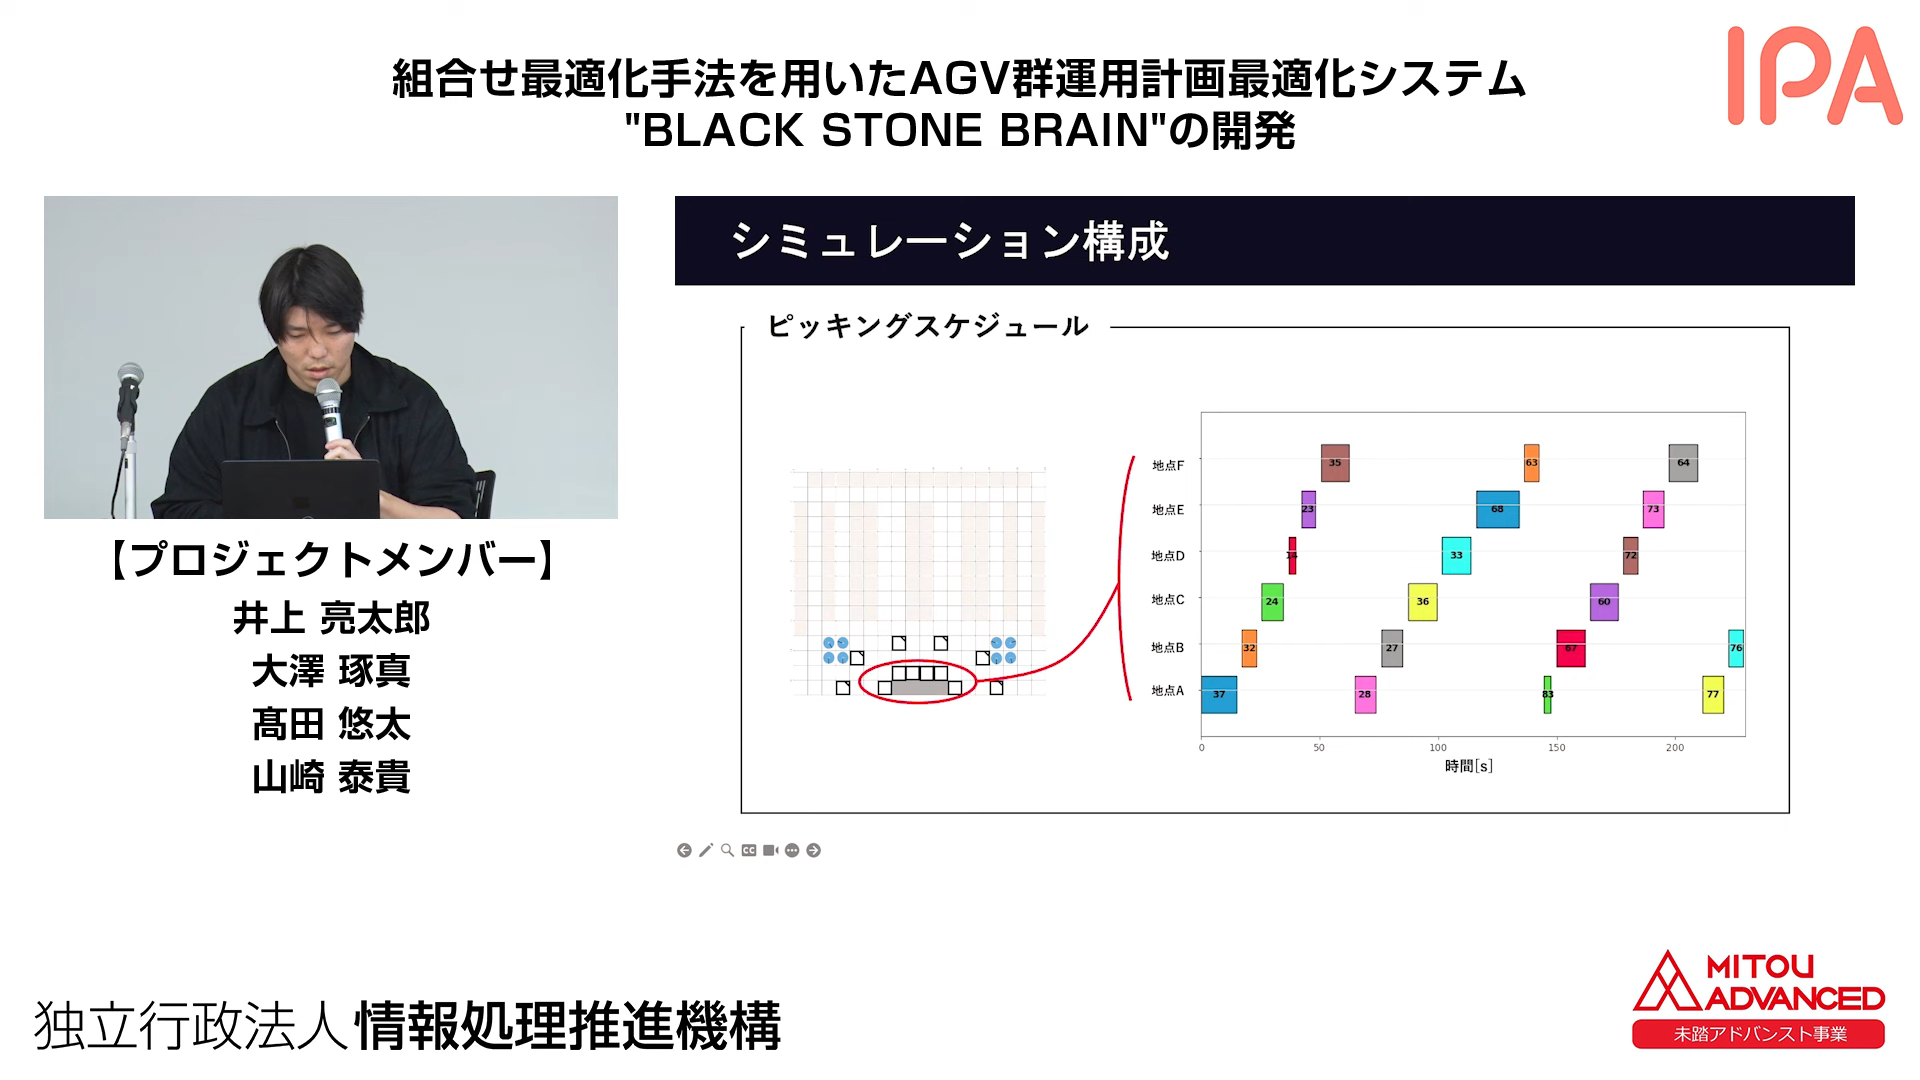 組合せ最適化手法を用いたAGV群運用計画最適化システム
"BLACK STONE BRAIN"の開発
IPA
シミュレーション構成
ピッキングスケジュール
地点F
35
63
64
地点E
23
68
73
地点D
14
33
72
地点C
24
36
60
地点B
32
27
67
76
地点A
37
28
83
77
0
50
100
150
200
時間[s]
CC
【プロジェクトメンバー】
井上 亮太郎
大澤 琢真
髙田 悠太
山崎 泰貴
独立行政法人情報処理推進機構
MITOU
ADVANCED
未踏アドバンスト事業